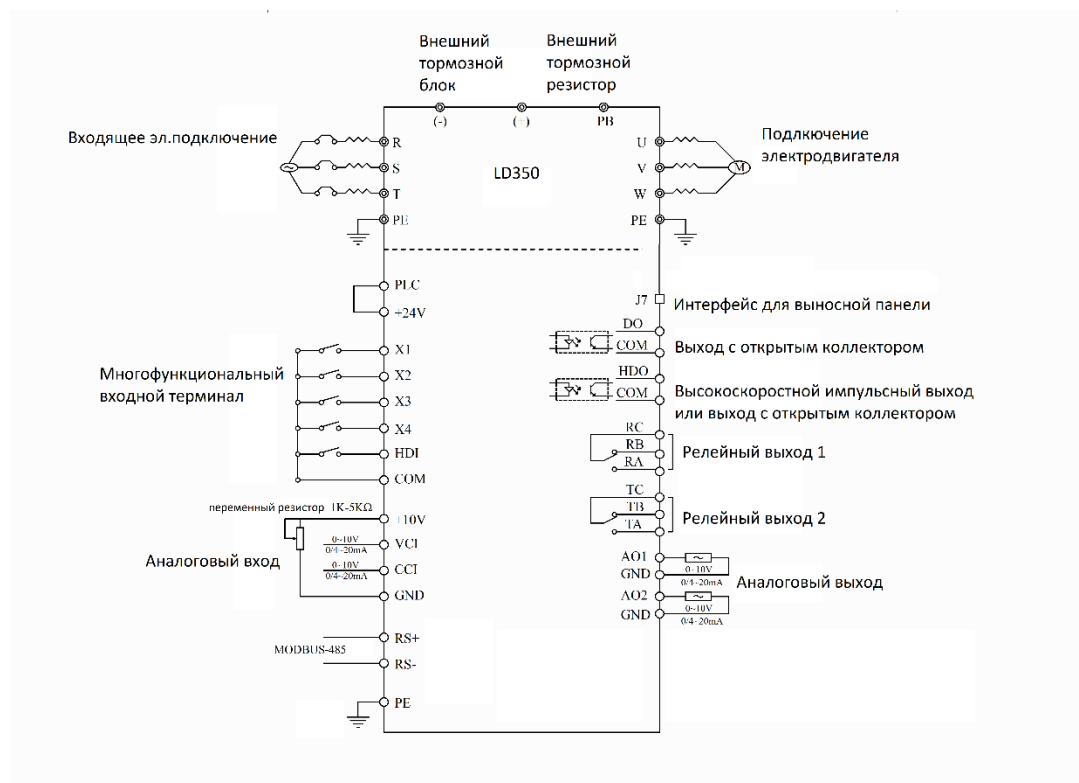 Внешний
тормозной
блок
Внешний
тормозной
резистор
(-)
(+)
PB
Входящее эл.подключение
R
S
T
PE
LD350
U
V
W
PE
M
Подлкючение
электродвигателя
PLC
+24V
J7
Интерфейс для выносной панели
DO
COM
Выход с открытым коллектором
Многофункциональный
входной терминал
X1
X2
X3
X4
HDI
COM
HDO
COM
Высокоскоростной импульсный выход
или выход с открытым коллектором
RC
RB
RA
Релейный выход 1
TC
TB
TA
Релейный выход 2
переменный резистор 1K-5KΩ
+10V
0~10V
0/4~20mA
VCI
0~10V
0/4~20mA
CCI
GND
Аналоговый вход
AO1
GND
0~10V
0/4~20mA
AO2
GND
0~10V
0/4~20mA
Аналоговый выход
MODBUS-485
RS+
RS-
PE